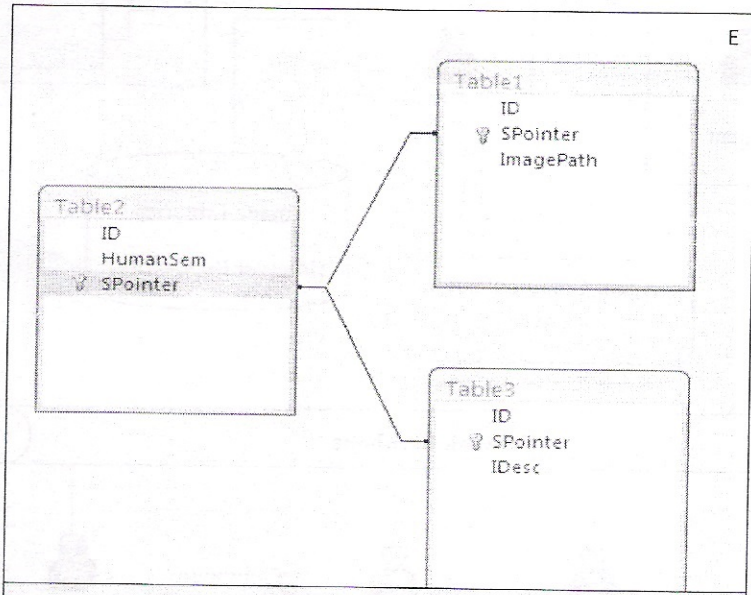 E
Table1
ID
SPointer
ImagePath
Table2
ID
HumanSem
SPointer
Table3
ID
SPointer
IDesc